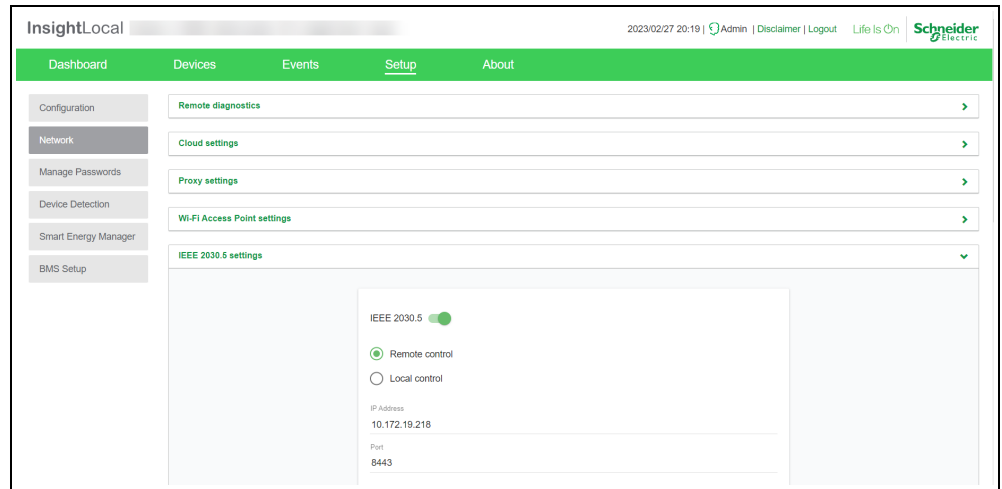 InsightLocal
2023/02/27 20:19 | Admin | Disclaimer | Logout Life Is On Schneider Electric
Dashboard Devices Events Setup About
Configuration
Network
Manage Passwords
Device Detection
Smart Energy Manager
BMS Setup
Remote diagnostics
Cloud settings
Proxy settings
Wi-Fi Access Point settings
IEEE 2030.5 settings
IEEE 2030.5
Remote control
Local control
IP Address
10.172.19.218
Port
8443